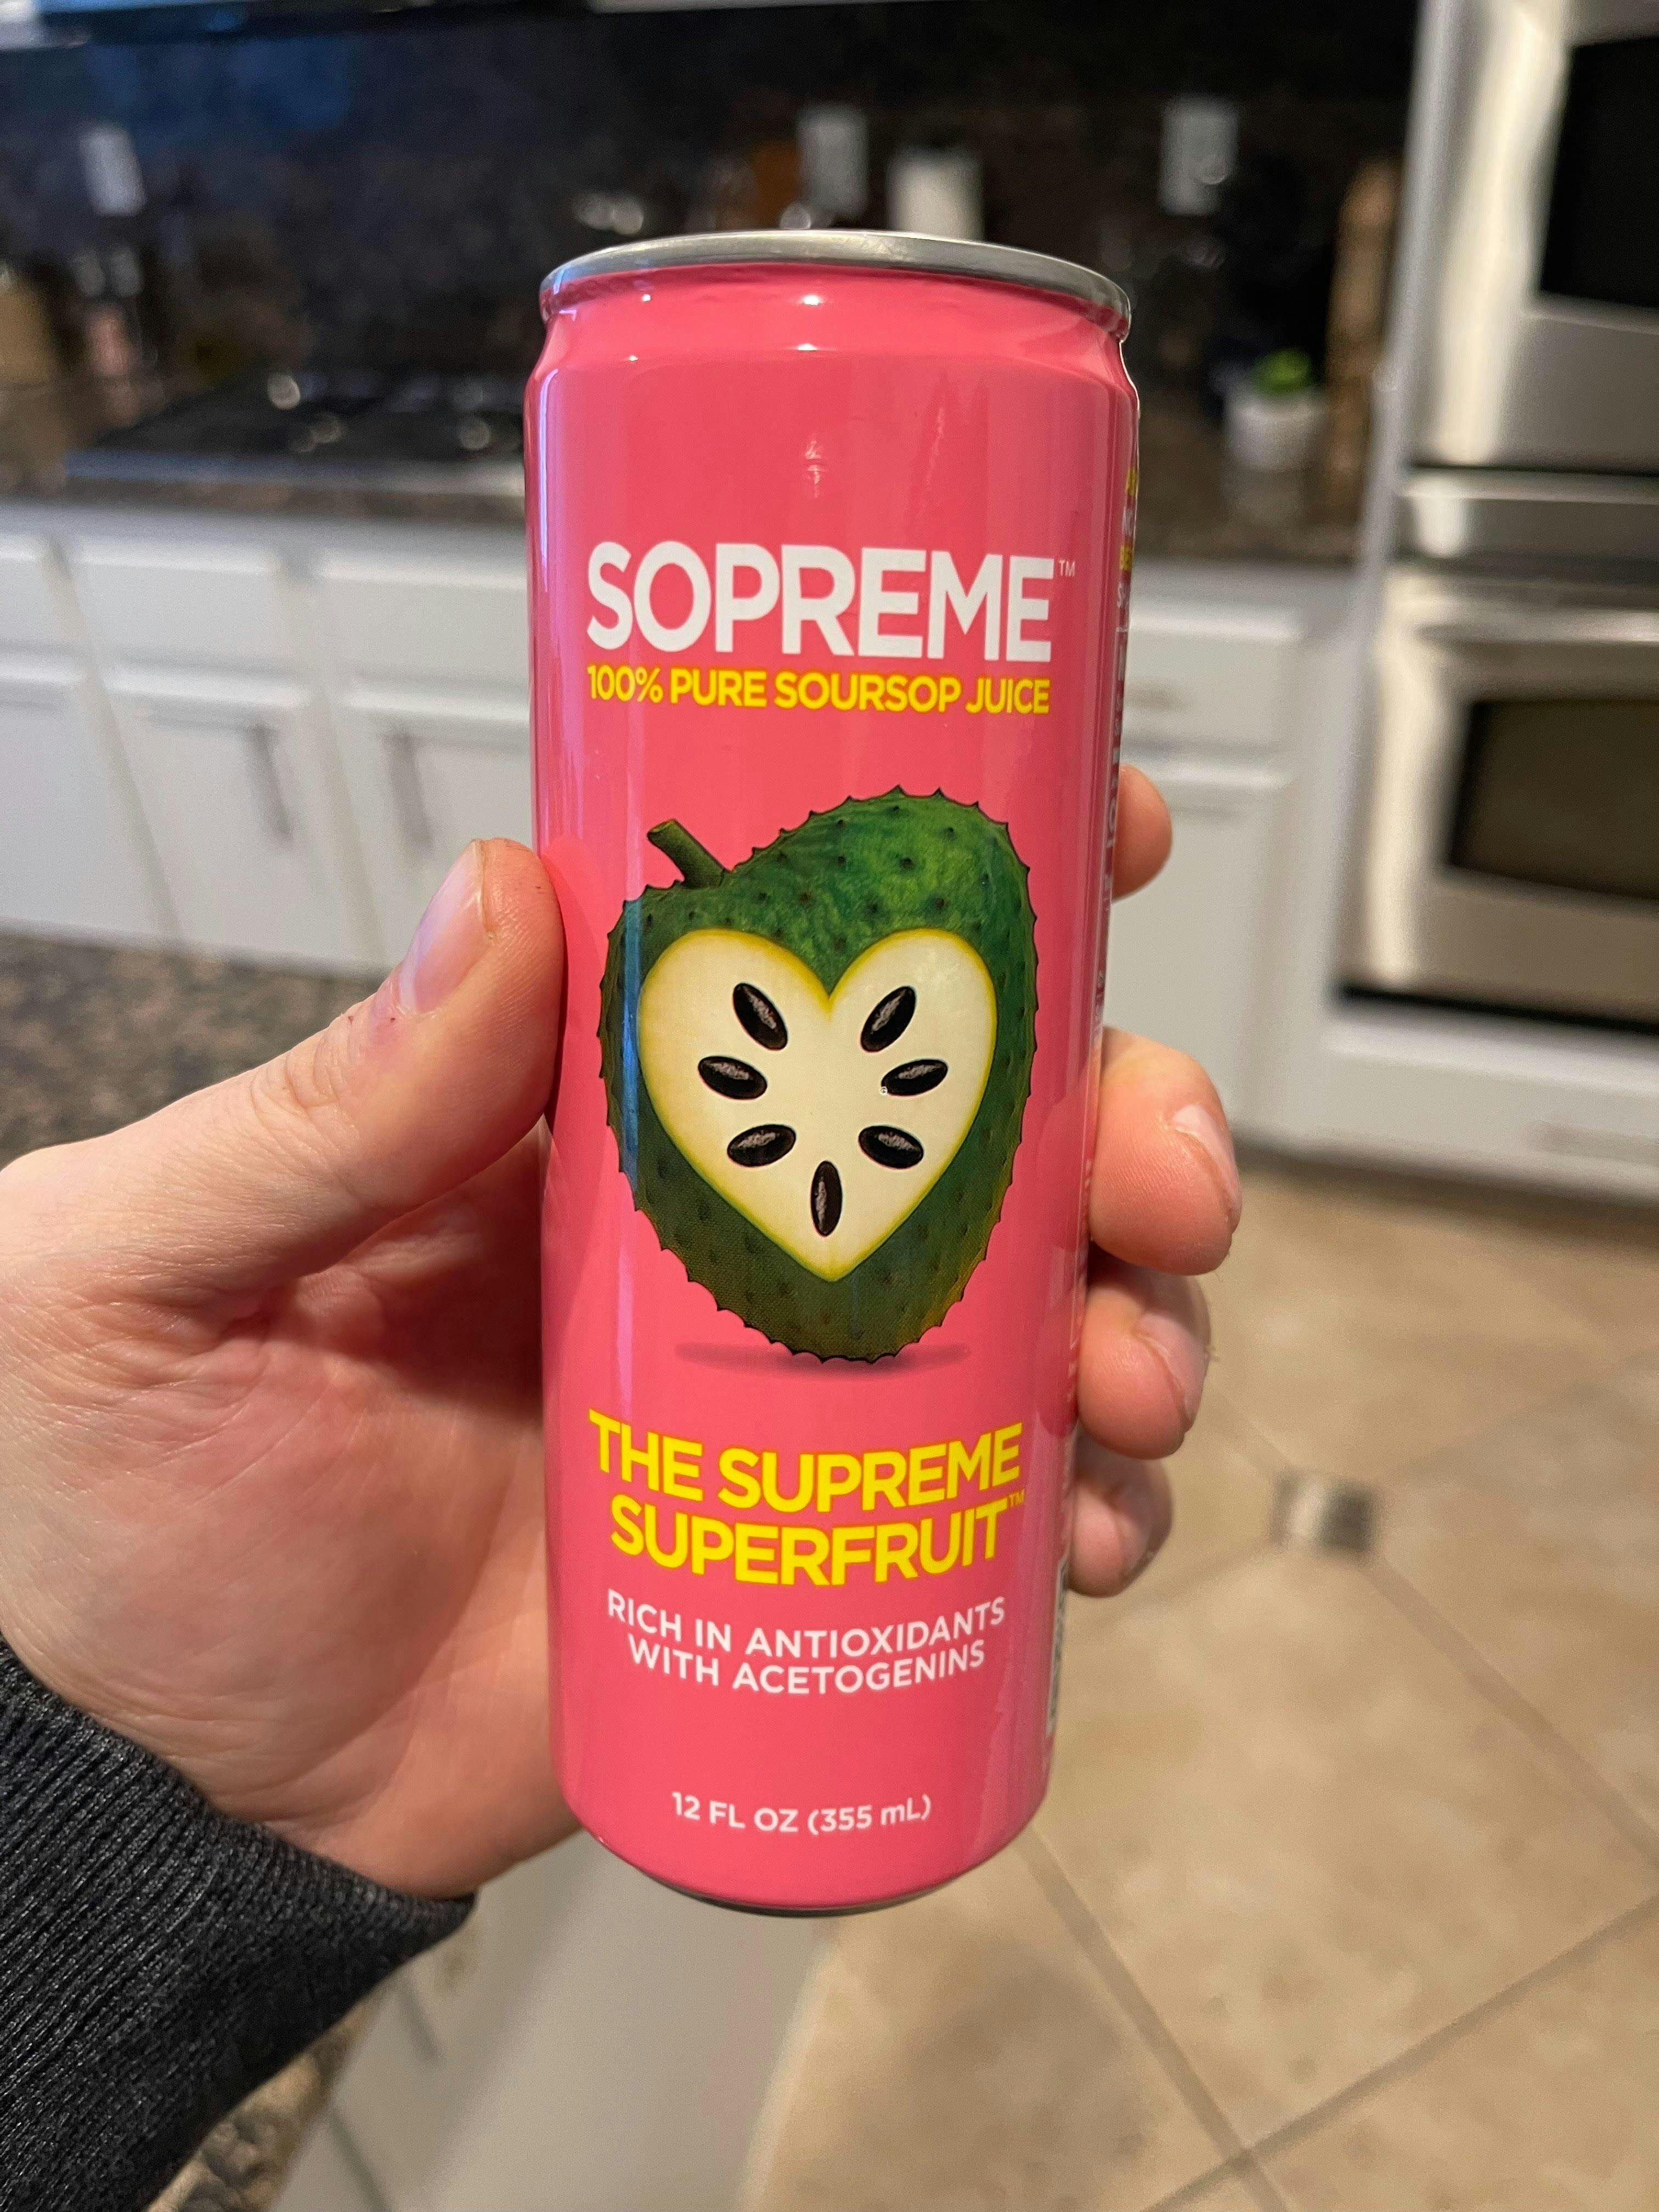 SOPREME™
100% PURE SOURSOP JUICE
THE SUPREME
SUPERFRUIT™
RICH IN ANTIOXIDANTS
WITH ACETOGENINS
12 FL OZ (355 mL)